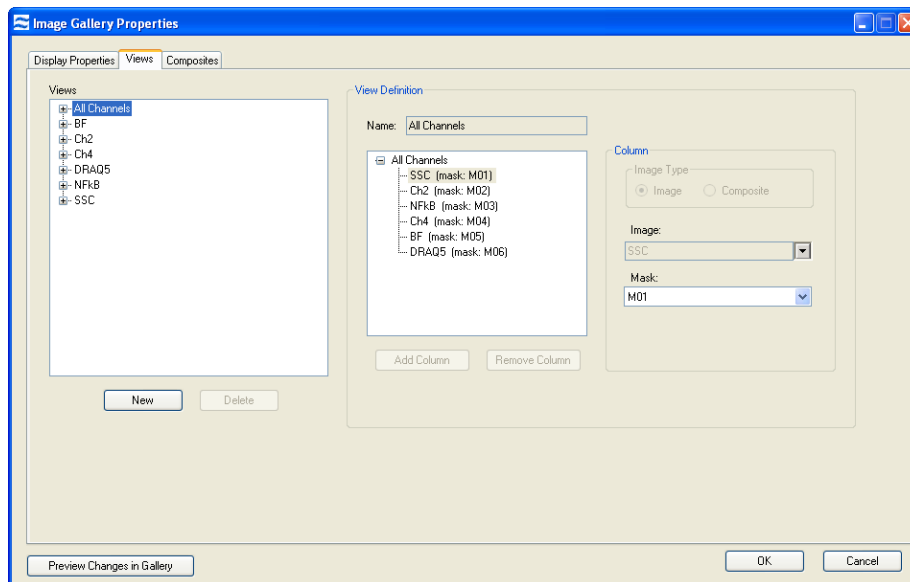 Image Gallery Properties
Display Properties Views Composites
Views
All Channels
BF
Ch2
Ch4
DRAQ5
NFkB
SSC
New Delete
View Definition
Name: All Channels
All Channels
SSC (mask: M01)
Ch2 (mask: M02)
NFkB (mask: M03)
Ch4 (mask: M04)
BF (mask: M05)
DRAQ5 (mask: M06)
Add Column Remove Column
Column
Image Type
Image Composite
Image:
SSC
Mask:
M01
Preview Changes in Gallery OK Cancel